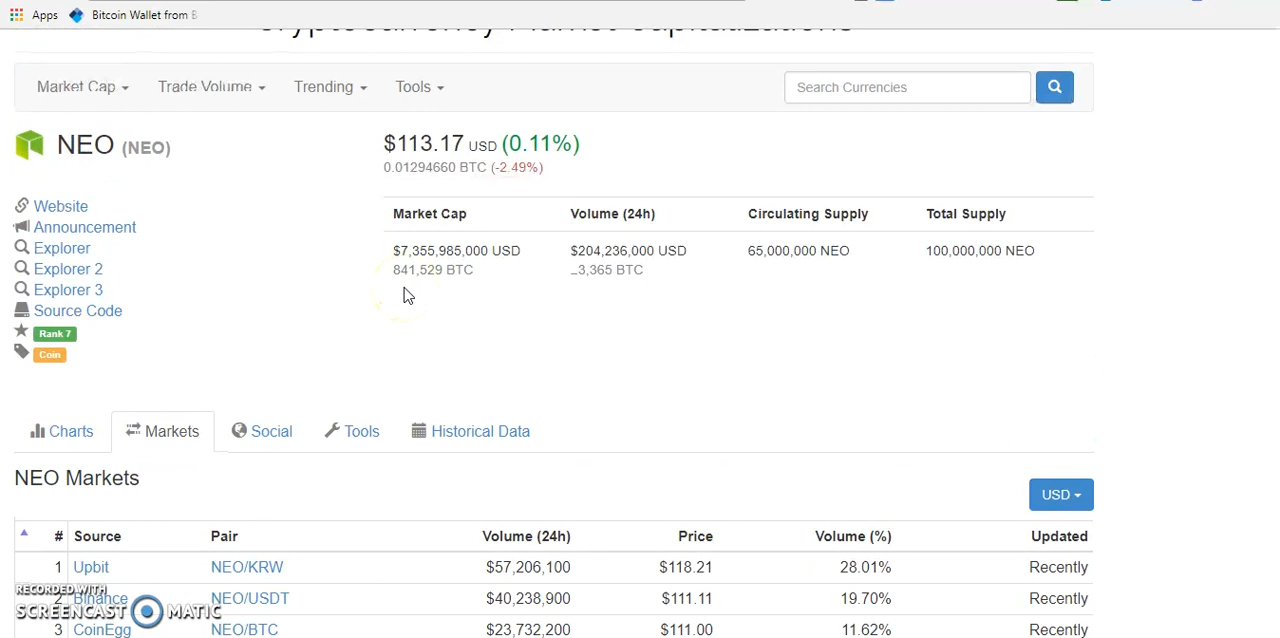 Apps Bitcoin Wallet from B
Cryptocurrency Market Capitalizations
Market Cap Trade Volume Trending Tools Search Currencies
NEO (NEO)
$113.17 USD (0.11%)
0.01294660 BTC (-2.49%)
Website
Announcement
Explorer
Explorer 2
Explorer 3
Source Code
Rank 7
Coin
Market Cap Volume (24h) Circulating Supply Total Supply
$7,355,985,000 USD $204,236,000 USD 65,000,000 NEO 100,000,000 NEO
841,529 BTC 3,365 BTC
Charts Markets Social Tools Historical Data
NEO Markets
USD
# Source Pair Volume (24h) Price Volume (%) Updated
1 Upbit NEO/KRW $57,206,100 $118.21 28.01% Recently
2 Binance NEO/USDT $40,238,900 $111.11 19.70% Recently
3 CoinEgg NEO/BTC $23,732,200 $111.00 11.62% Recently
RECORDED WITH
SCREENCAST MATIC